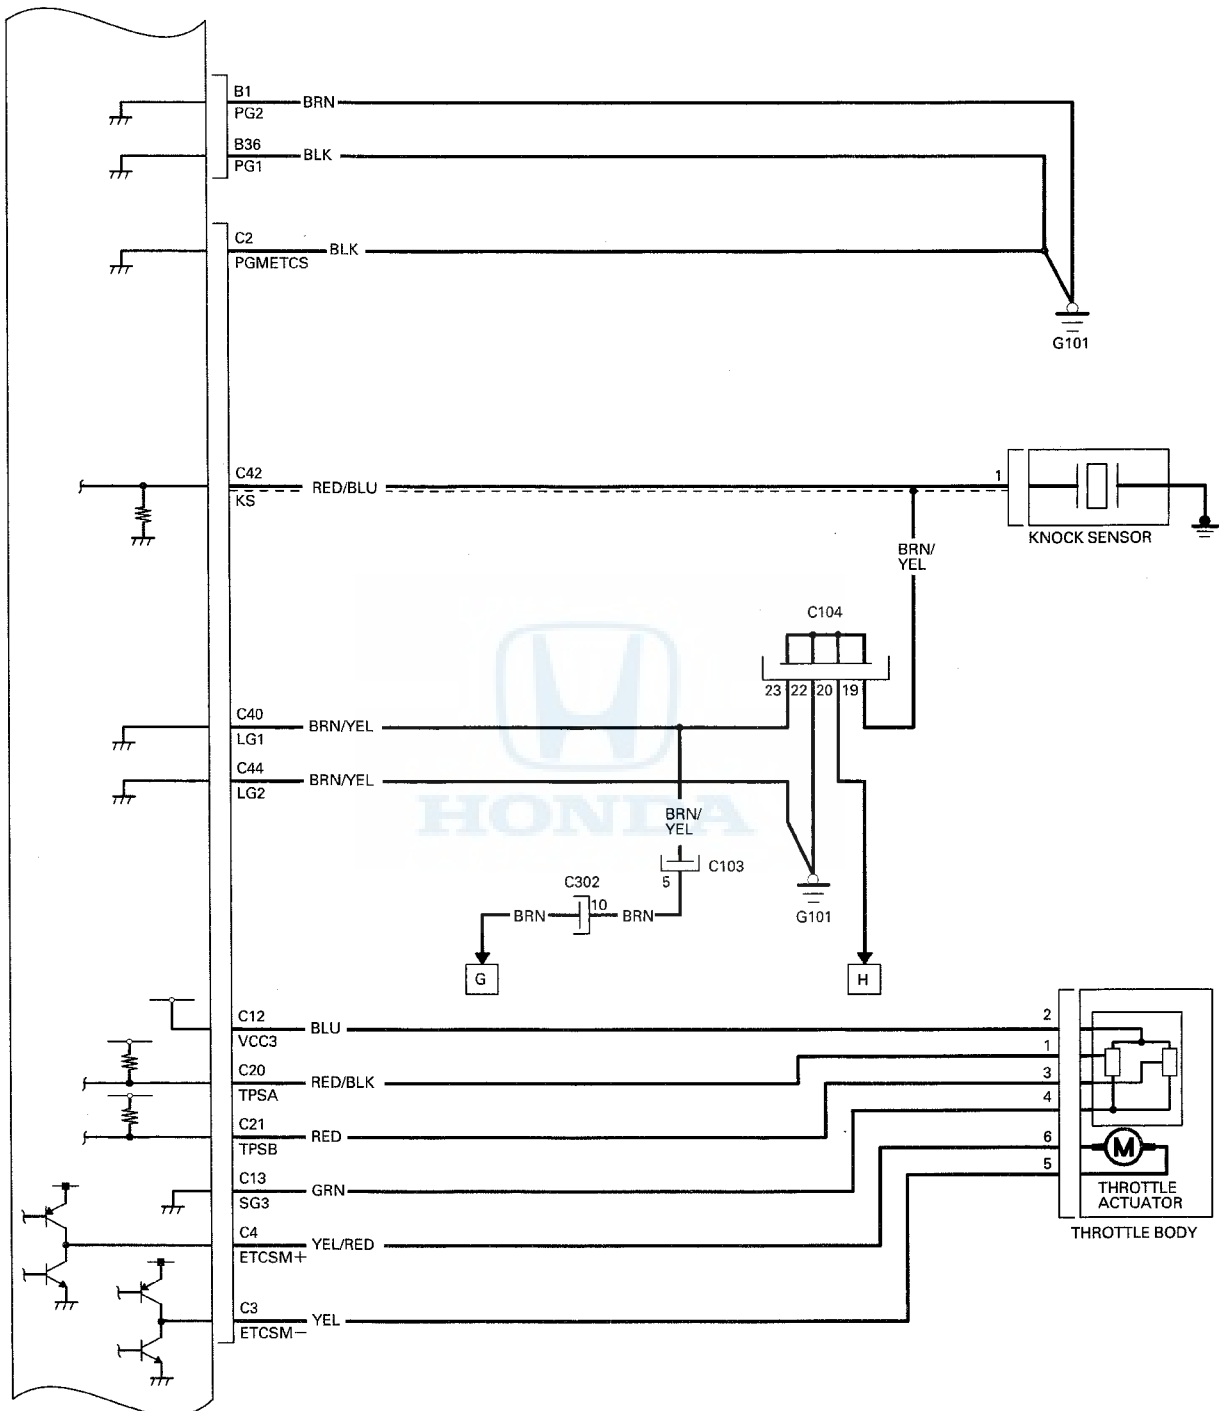 B1
BRN
PG2
B36
BLK
PG1
C2
BLK
PGMETCS
G101
C42
RED/BLU
KS
1
KNOCK SENSOR
BRN/
YEL
C104
23 22 20 19
C40
BRN/YEL
LG1
C44
BRN/YEL
LG2
BRN/
YEL
HONDA
C103
5
C302
10
BRN
BRN
G101
G
H
C12
BLU
VCC3
2
1
C20
RED/BLK
TPSA
3
4
C21
RED
TPSB
6
M
5
C13
GRN
SG3
THROTTLE
ACTUATOR
THROTTLE BODY
C4
YEL/RED
ETCSM+
C3
YEL
ETCSM−